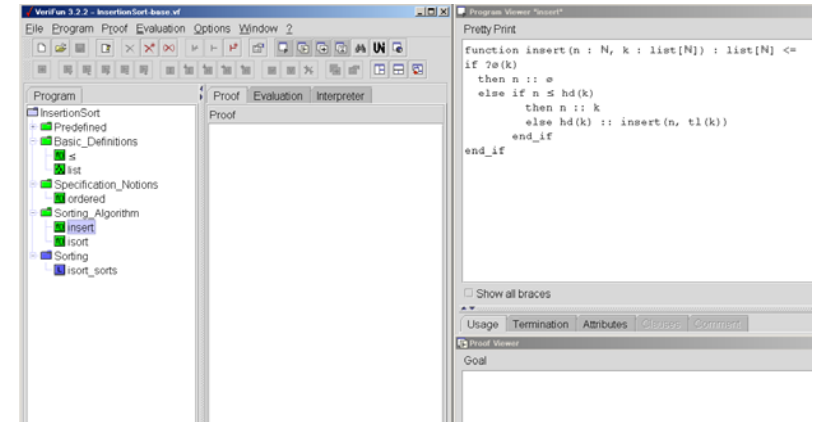 VeriFun 3.2.2 - InsertionSort-base.vf
File Program Proof Evaluation Options Window ?
Program
InsertionSort
Predefined
Basic_Definitions
≤
list
Specification_Notions
ordered
Sorting_Algorithm
insert
isort
Sorting
isort_sorts
Proof Evaluation Interpreter
Proof
Program Viewer "insert"
Pretty Print
function insert(n : N, k : list[N]) : list[N] <=
if ?ø(k)
then n :: ø
else if n ≤ hd(k)
then n :: k
else hd(k) :: insert(n, tl(k))
end_if
end_if
Show all braces
Usage Termination Attributes Clauses Comment
Proof Viewer
Goal